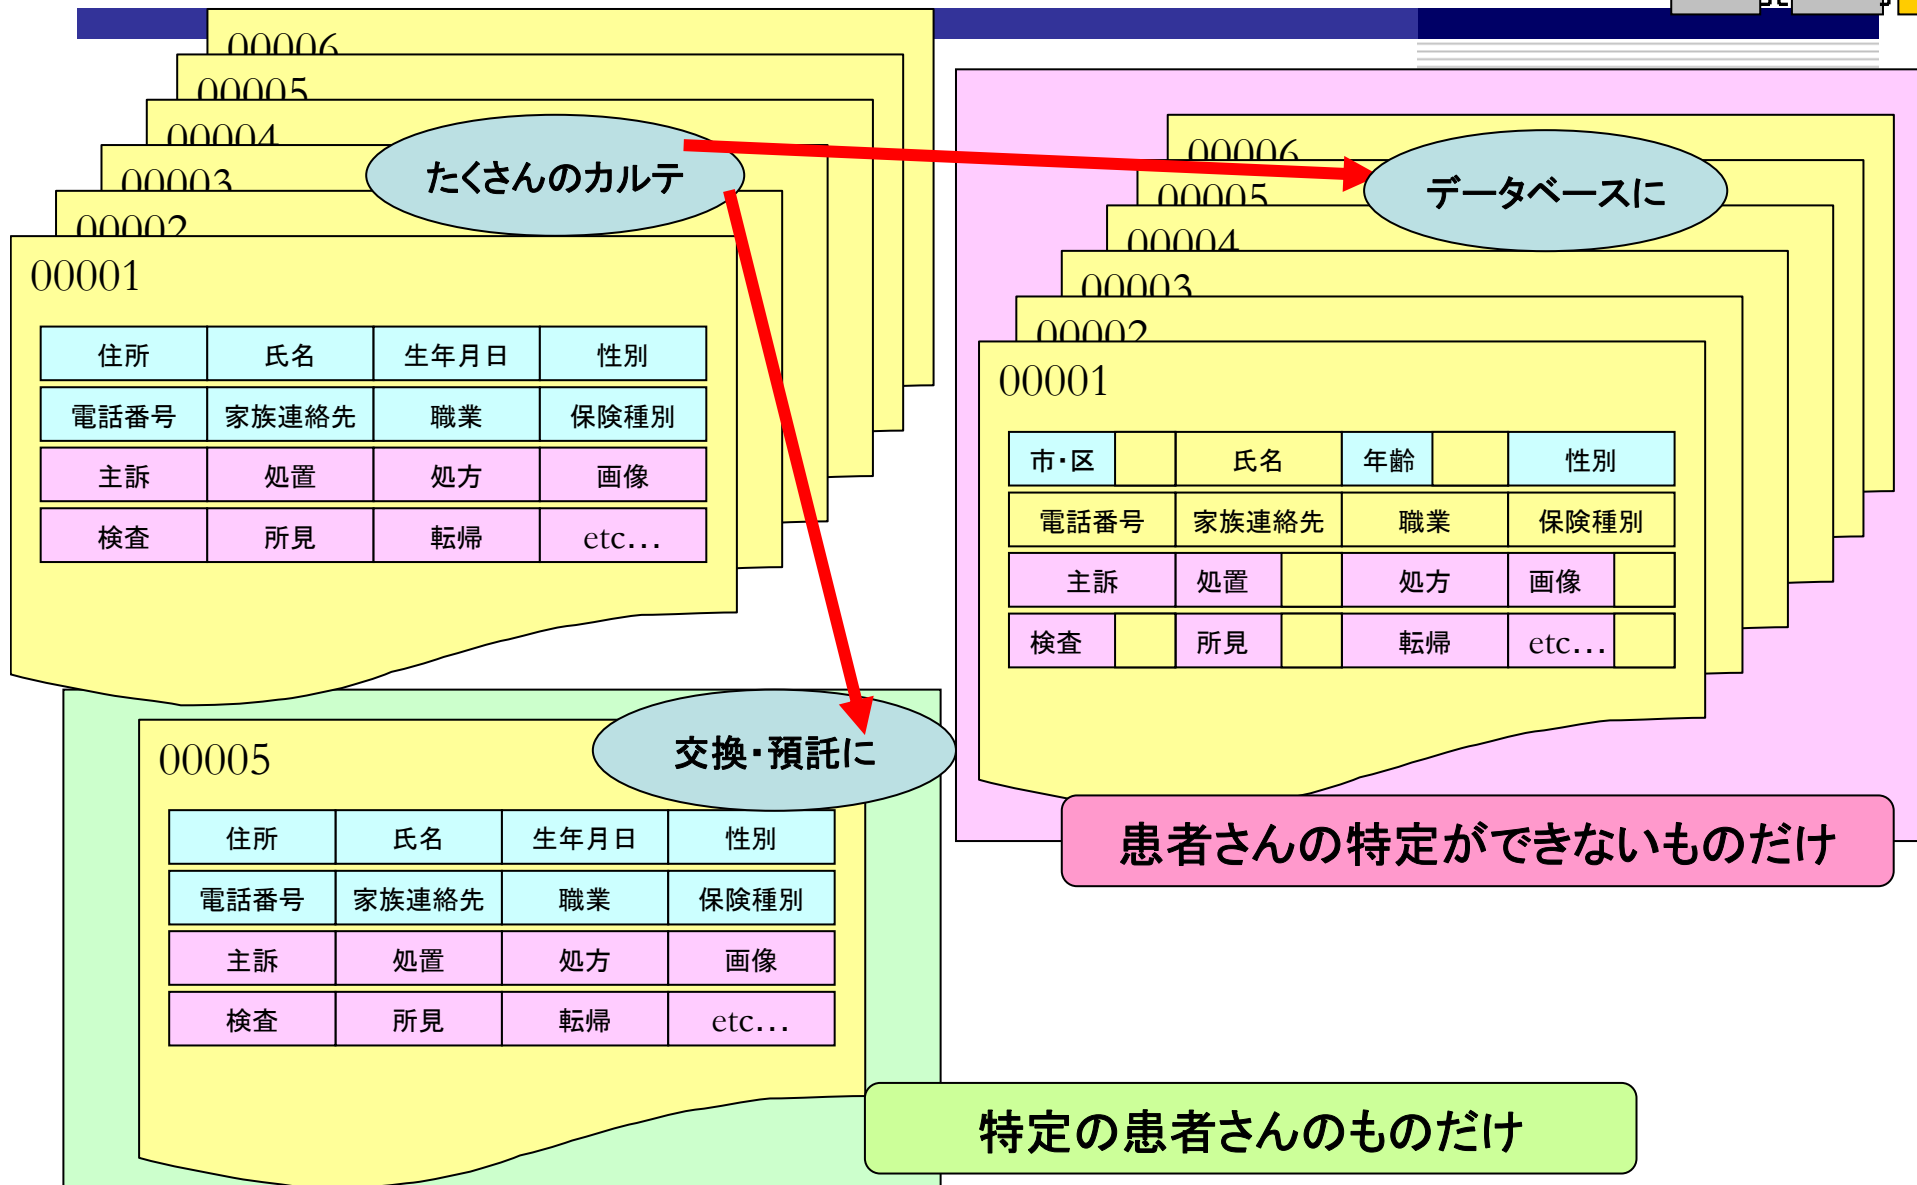 00006
00005
00004
00003
00002
00001
たくさんのカルテ
住所 氏名 生年月日 性別
電話番号 家族連絡先 職業 保険種別
主訴 処置 処方 画像
検査 所見 転帰 etc…
データベースに
00006
00005
00004
00003
00002
00001
市・区 氏名 年齢 性別
電話番号 家族連絡先 職業 保険種別
主訴 処置 処方 画像
検査 所見 転帰 etc…
患者さんの特定ができないものだけ
交換・預託に
00005
住所 氏名 生年月日 性別
電話番号 家族連絡先 職業 保険種別
主訴 処置 処方 画像
検査 所見 転帰 etc…
特定の患者さんのものだけ